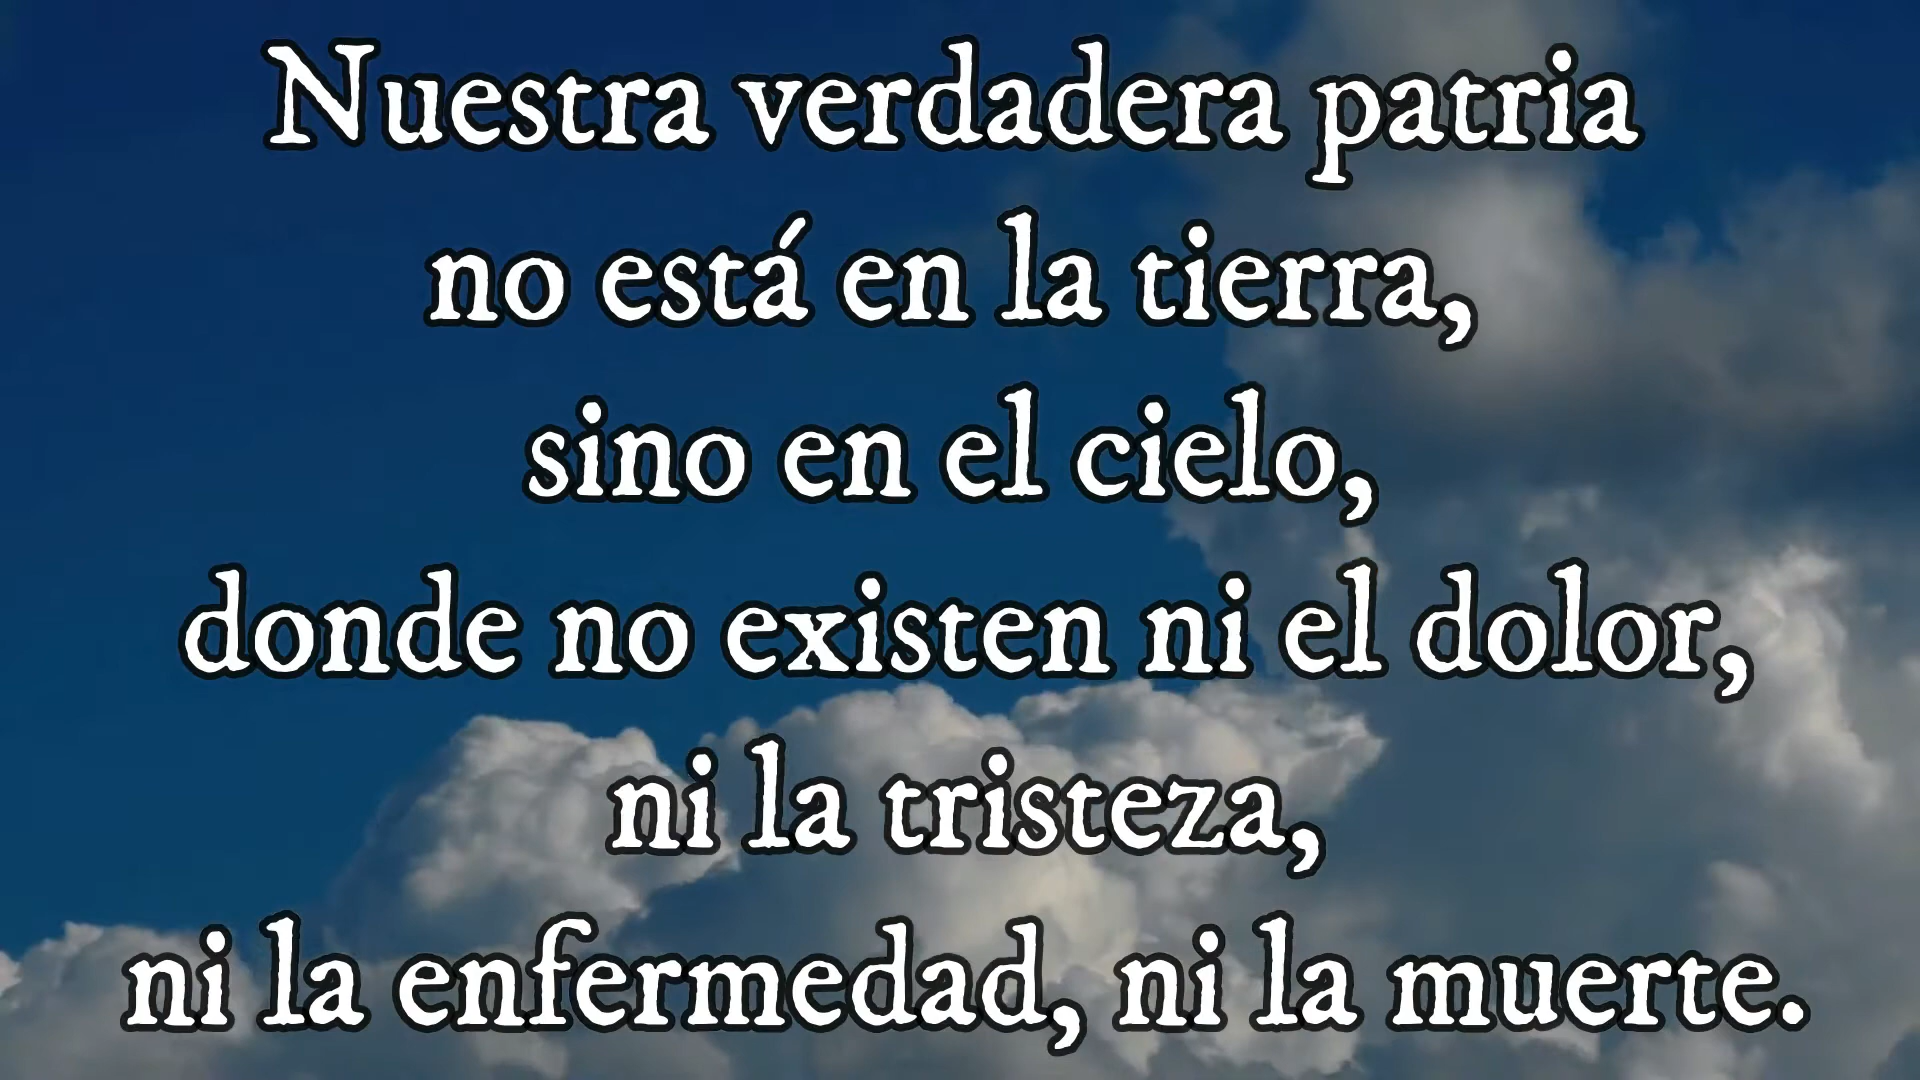 Nuestra verdadera patria
no está en la tierra,
sino en el cielo,
donde no existen ni el dolor,
ni la tristeza,
ni la enfermedad, ni la muerte.